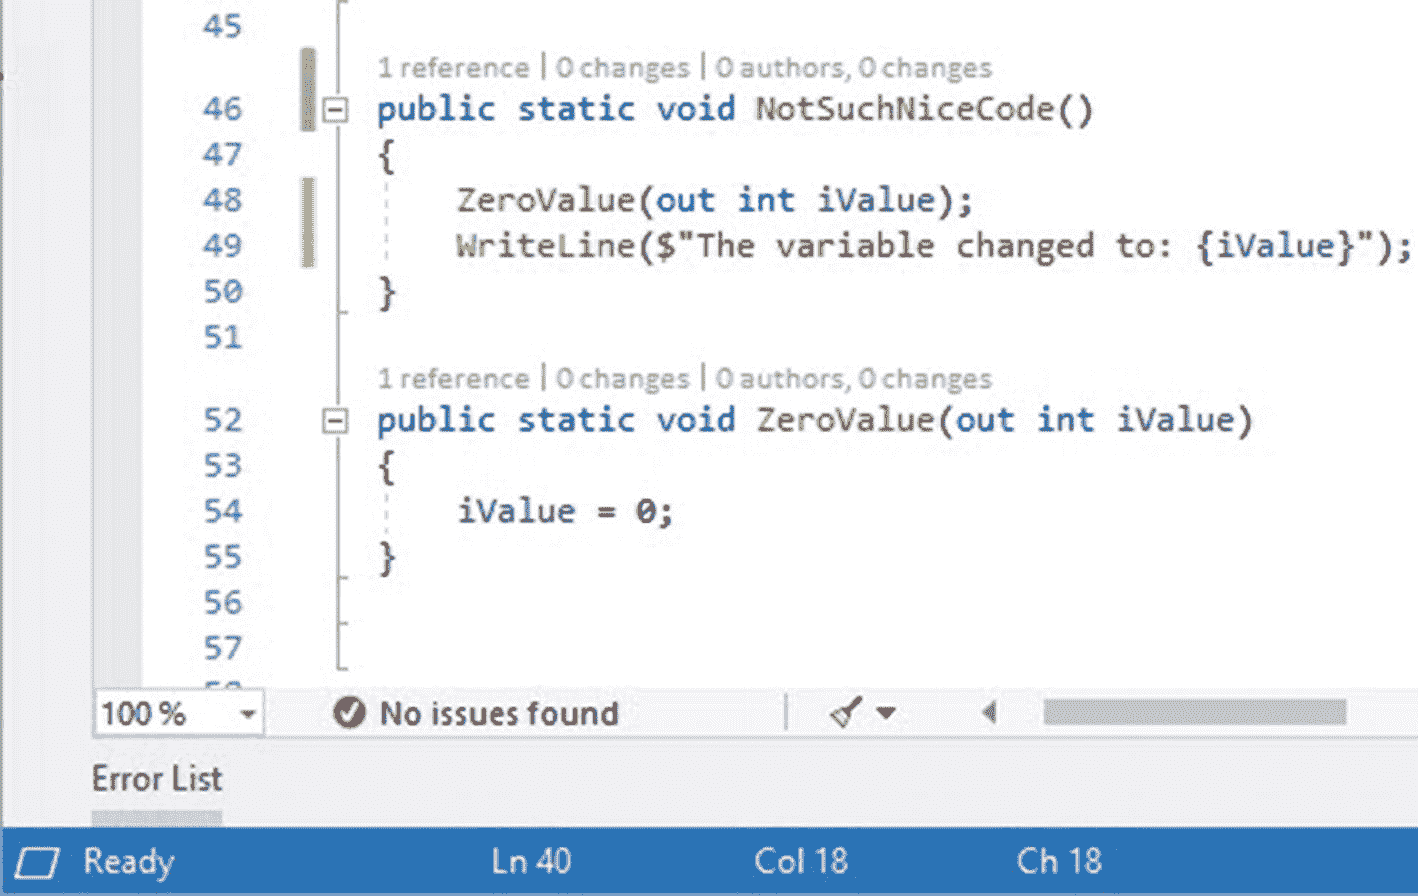 45
1 reference | 0 changes | 0 authors, 0 changes
46 public static void NotSuchNiceCode()
47 {
48 ZeroValue(out int iValue);
49 WriteLine($"The variable changed to: {iValue}");
50 }
51
1 reference | 0 changes | 0 authors, 0 changes
52 public static void ZeroValue(out int iValue)
53 {
54 iValue = 0;
55 }
56
57
100 % No issues found
Error List
Ready Ln 40 Col 18 Ch 18